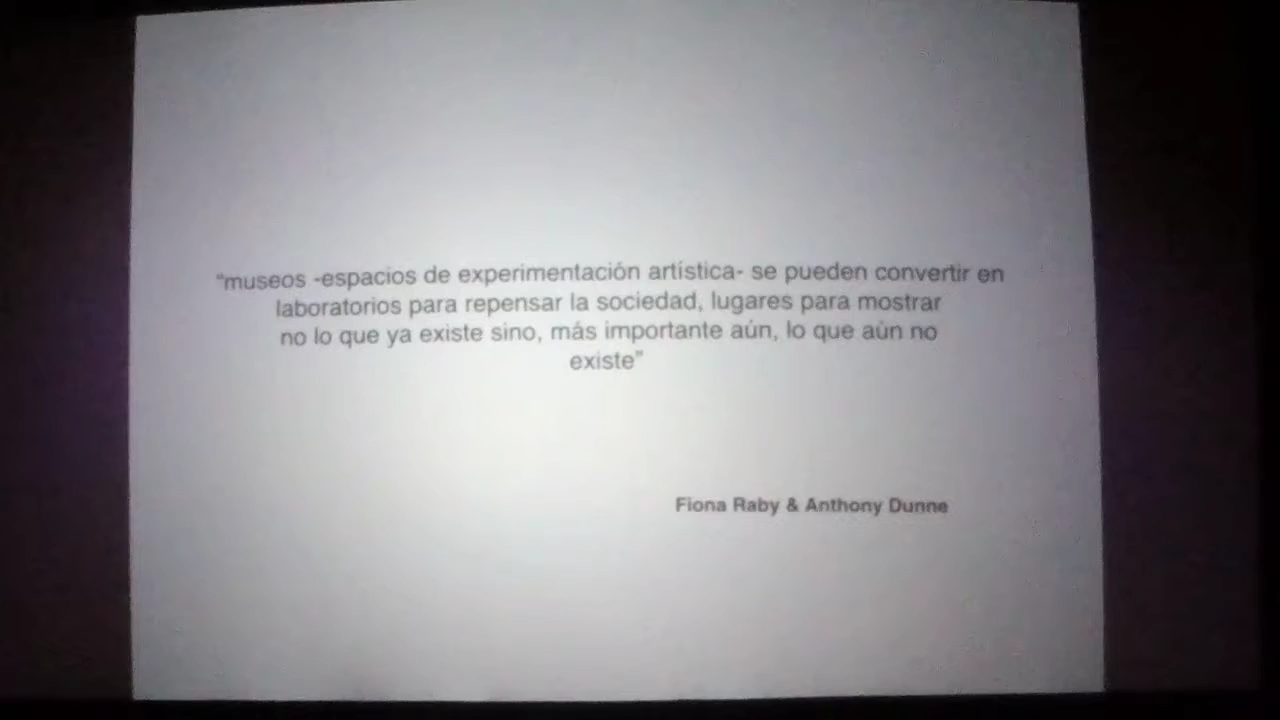 “museos -espacios de experimentación artística- se pueden convertir en
laboratorios para repensar la sociedad, lugares para mostrar
no lo que ya existe sino, más importante aún, lo que aún no
existe”
Fiona Raby & Anthony Dunne